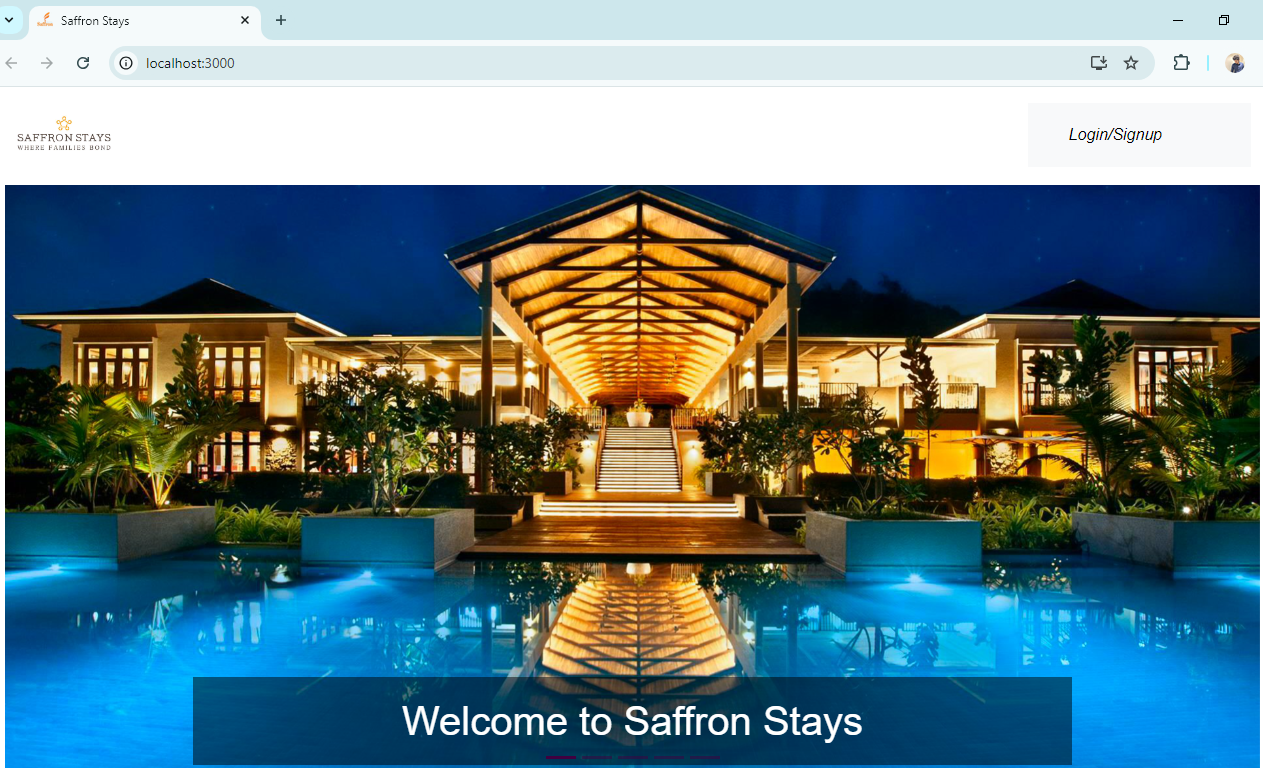 Saffron Stays
localhost:3000
SAFFRON STAYS
WHERE FAMILIES BOND
Login/Signup
Welcome to Saffron Stays